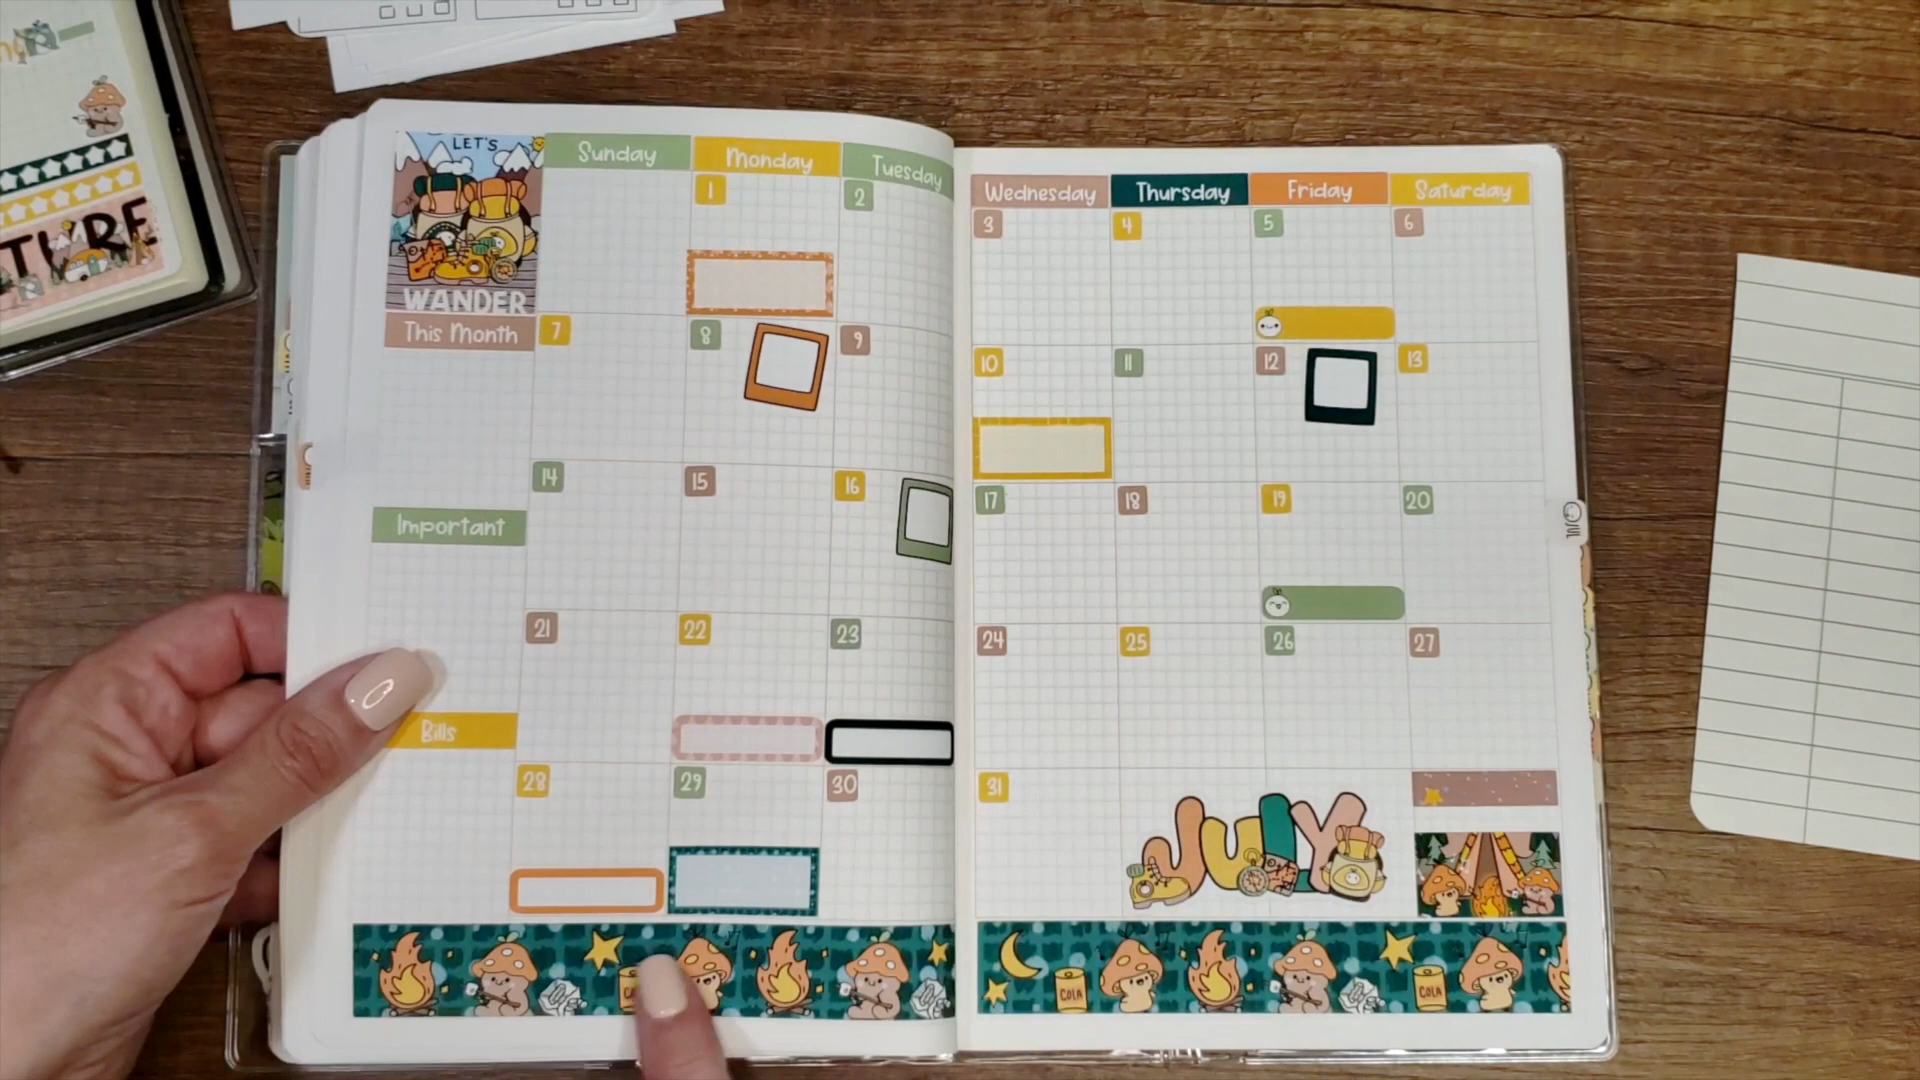 LET'S
WANDER
Sunday
Monday
Tuesday
Wednesday
Thursday
Friday
Saturday
1
2
3
4
5
6
This Month
7
8
9
10
11
12
13
14
15
16
17
18
19
20
Important
21
22
23
24
25
26
27
Bills
28
29
30
31
JULY
COLA
COLA
TURE